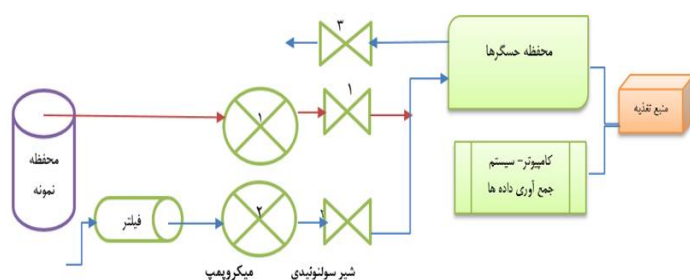 ۳
محفظه حسگرها
۱
۱
منبع تغذیه
محفظه
نمونه
کامپیوتر- سیستم
جمع آوری داده ها
فیلتر
۲
میکروپمپ
شیر سولنوئیدی